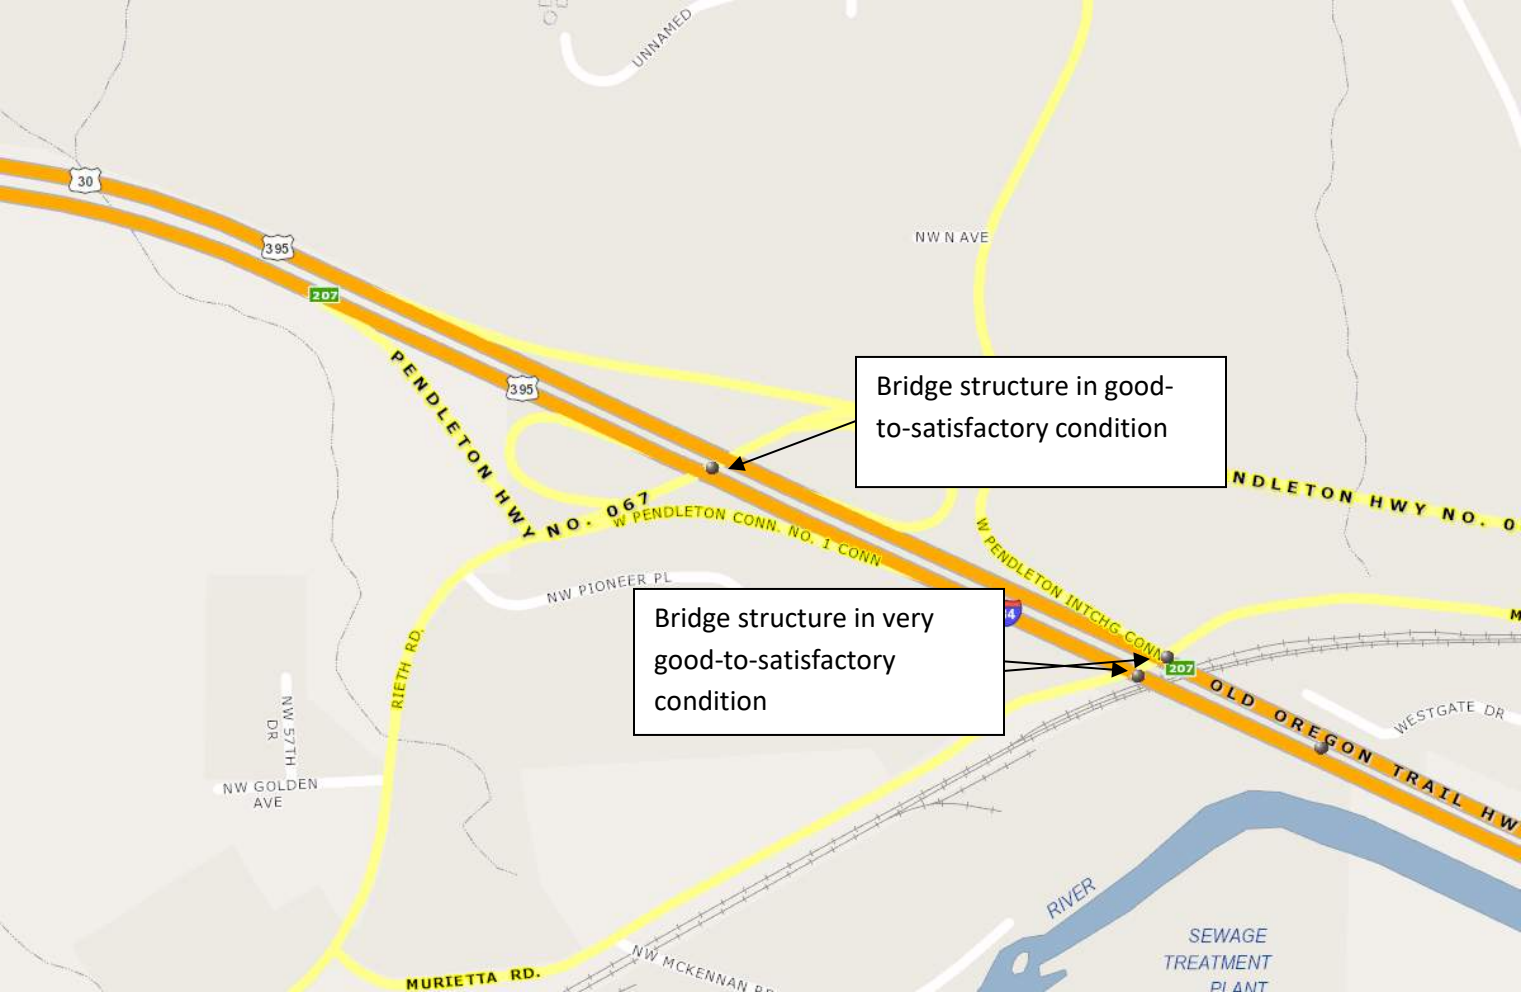 UNNAMED
30
395
NW N AVE
207
395
Bridge structure in good-
to-satisfactory condition
PENDLETON HWY NO. 067
NDLETON HWY NO. 0
W PENDLETON CONN. NO. 1 CONN
W PENDLETON INTCHG CONN
NW PIONEER PL
Bridge structure in very
good-to-satisfactory
condition
RIETH RD.
207
OLD OREGON TRAIL HW
WESTGATE DR
NW 57TH
DR
NW GOLDEN
AVE
RIVER
SEWAGE
TREATMENT
PLANT
NW MCKENNAN
MURIETTA RD.